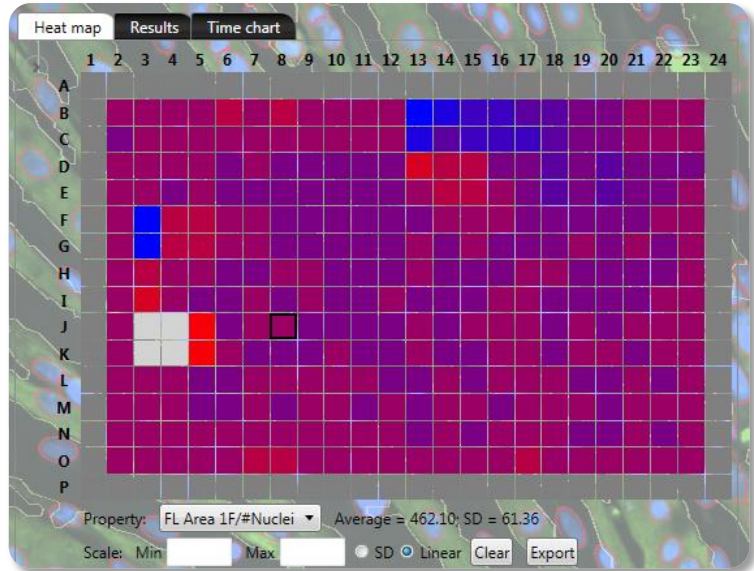 Heat map Results Time chart
1 2 3 4 5 6 7 8 9 10 11 12 13 14 15 16 17 18 19 20 21 22 23 24
A
B
C
D
E
F
G
H
I
J
K
L
M
N
O
P
Property: FL Area 1F/#Nuclei Average = 462.10; SD = 61.36
Scale: Min Max SD Linear Clear Export